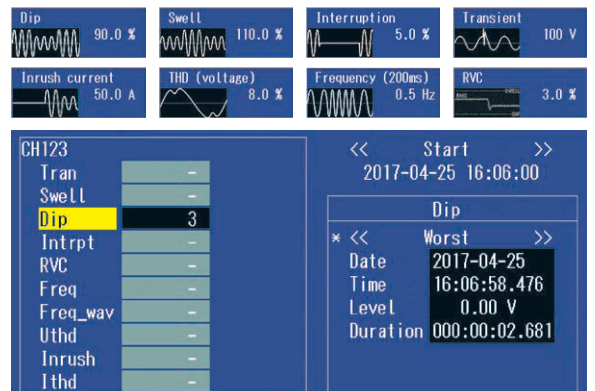 Dip
90.0 %
Swell
110.0 %
Interruption
5.0 %
Transient
100 V
Inrush current
50.0 A
THD (voltage)
8.0 %
Frequency (200ms)
0.5 Hz
RVC
3.0 %
CH123
Tran -
Swell -
Dip 3
Intrpt -
RVC -
Freq -
Freq_wav -
Uthd -
Inrush -
Ithd -
<< Start >>
2017-04-25 16:06:00
Dip
* << Worst >>
Date 2017-04-25
Time 16:06:58.476
Level 0.00 V
Duration 000:00:02.681